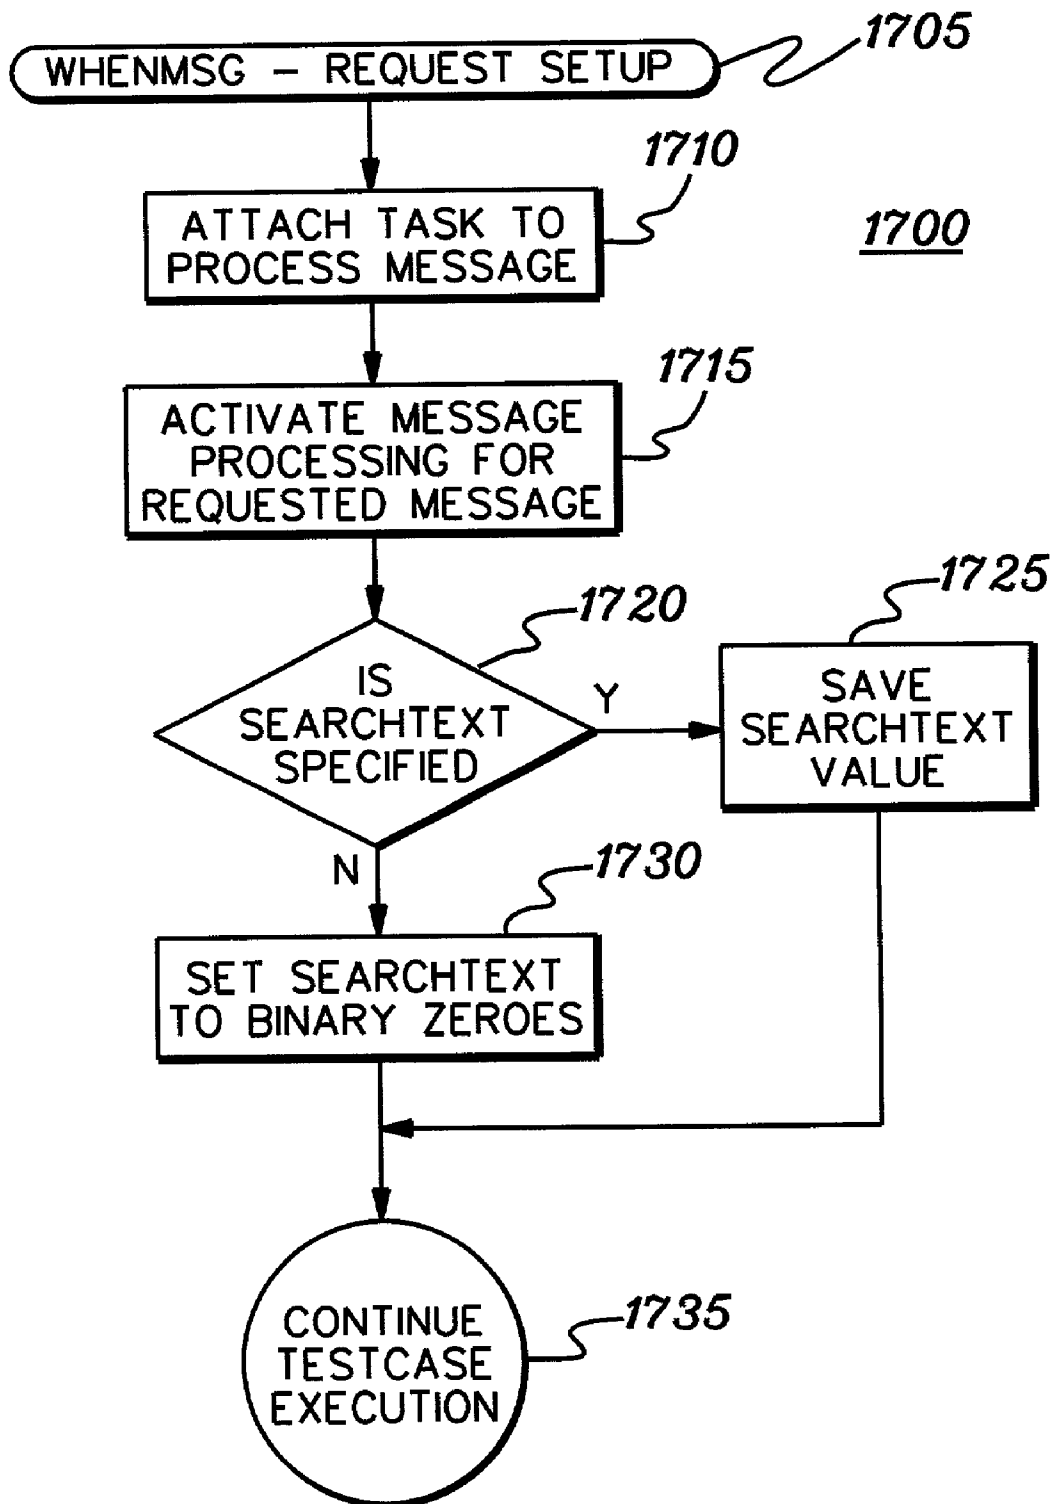 1705
WHENMSG - REQUEST SETUP
1710
ATTACH TASK TO
PROCESS MESSAGE
1700
1715
ACTIVATE MESSAGE
PROCESSING FOR
REQUESTED MESSAGE
1720
IS
SEARCHTEXT
SPECIFIED
Y
1725
SAVE
SEARCHTEXT
VALUE
N
1730
SET SEARCHTEXT
TO BINARY ZEROES
1735
CONTINUE
TESTCASE
EXECUTION